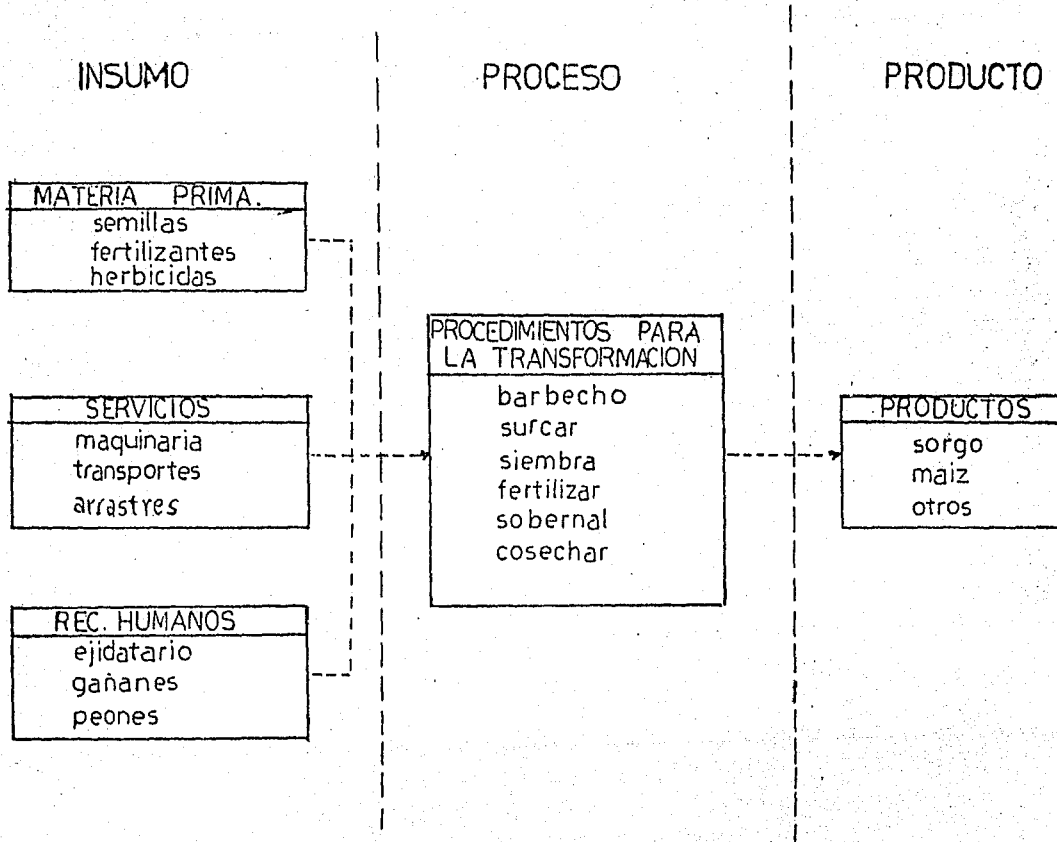 INSUMO
PROCESO
PRODUCTO
MATERIA PRIMA.
semillas
fertilizantes
herbicidas
SERVICIOS
maquinaria
transportes
arrastres
REC. HUMANOS
ejidatario
gañanes
peones
PROCEDIMIENTOS PARA
LA TRANSFORMACION
barbecho
surcar
siembra
fertilizar
sobernal
cosechar
PRODUCTOS
sorgo
maiz
otros